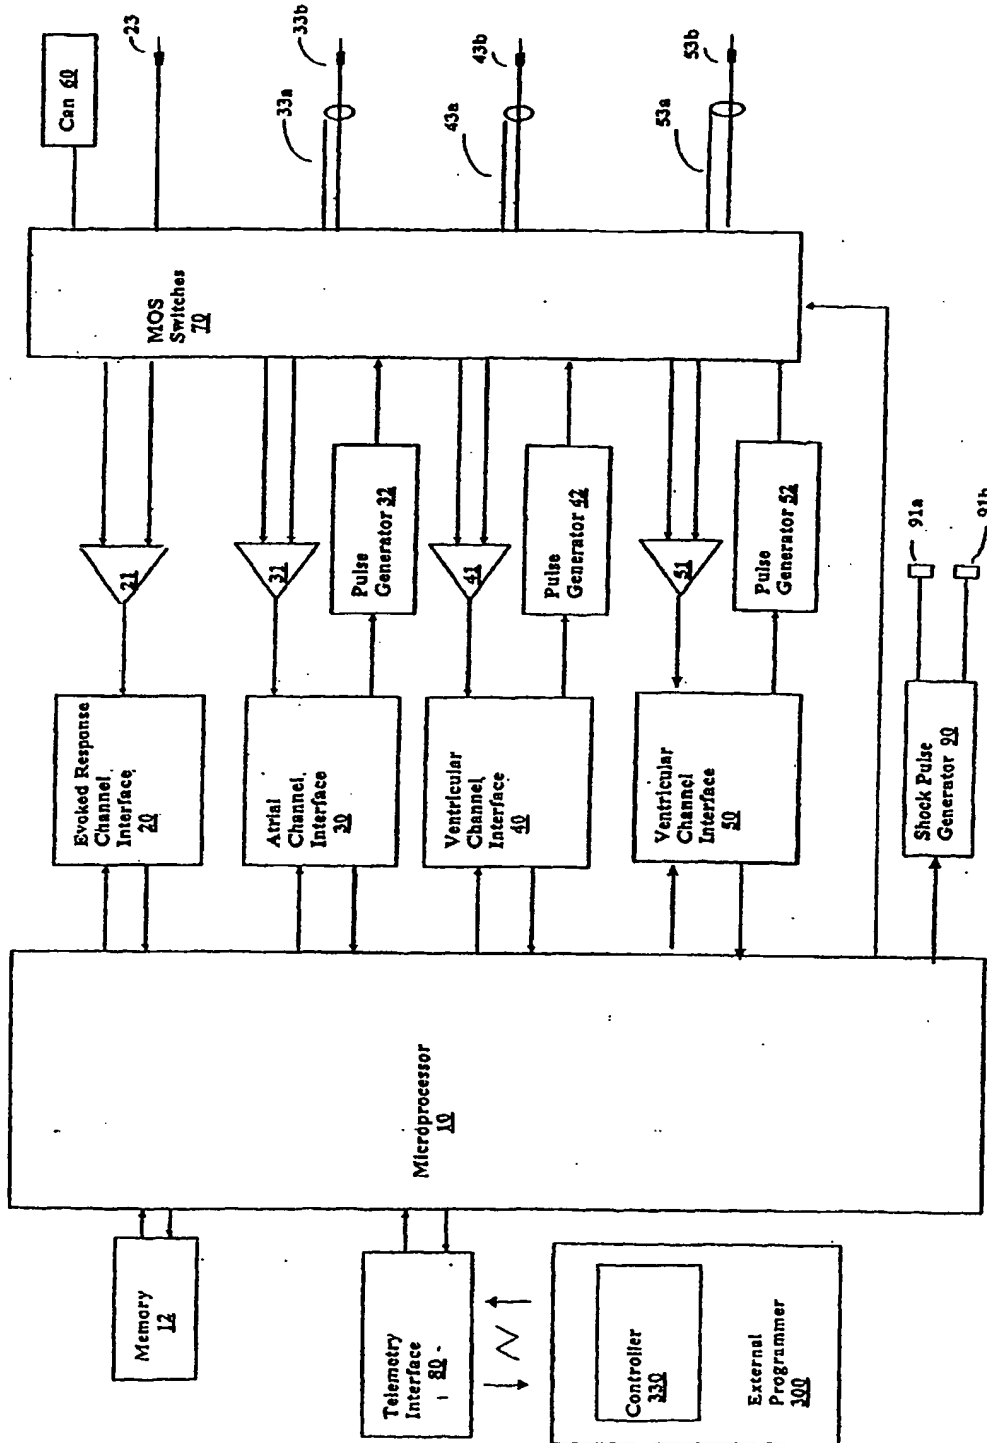 Can 60
23
33a
33b
43a
43b
53a
53b
MOS
Switches
70
21
31
Pulse
Generator 32
41
Pulse
Generator 42
51
Pulse
Generator 52
91a
91b
Evoked Response
Channel
Interface
20
Atrial
Channel
Interface
30
Ventricular
Channel
Interface
40
Ventricular
Channel
Interface
50
Shock Pulse
Generator 90
Microprocessor
10
Memory
12
Telemetry
Interface
80
Controller
330
External
Programmer
300